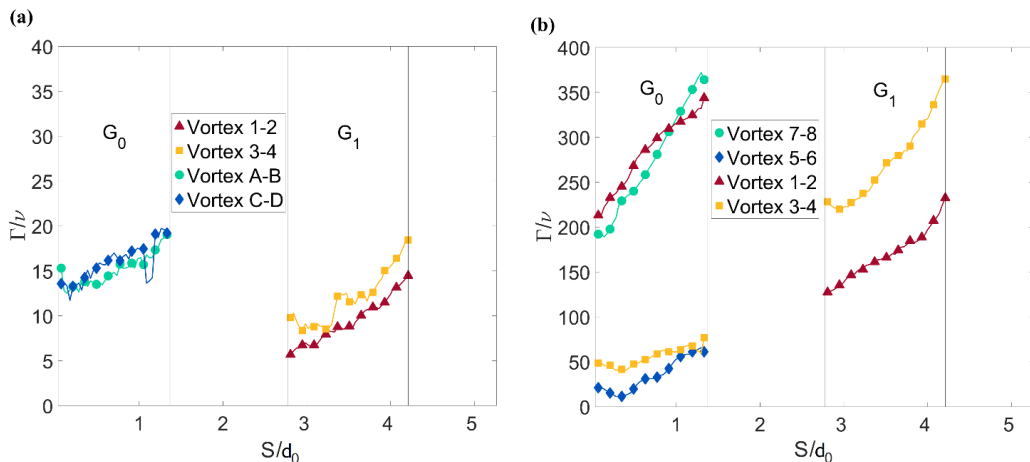 (a)
40
35
30
25
20
15
10
5
0
Γ/ν
G0
G1
Vortex 1-2
Vortex 3-4
Vortex A-B
Vortex C-D
1
2
3
4
5
S/d0
(b)
400
350
300
250
200
150
100
50
0
Γ/ν
G0
G1
Vortex 7-8
Vortex 5-6
Vortex 1-2
Vortex 3-4
1
2
3
4
5
S/d0